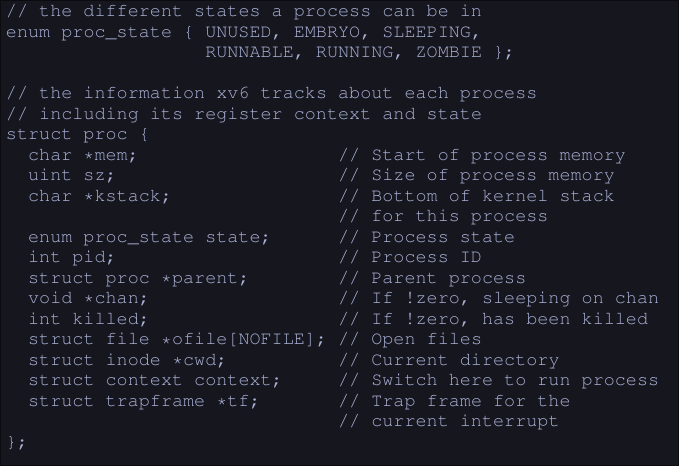 // the different states a process can be in
enum proc_state { UNUSED, EMBRYO, SLEEPING,
                  RUNNABLE, RUNNING, ZOMBIE };

// the information xv6 tracks about each process
// including its register context and state
struct proc {
  char *mem;                  // Start of process memory
  uint sz;                    // Size of process memory
  char *kstack;               // Bottom of kernel stack
                              // for this process
  enum proc_state state;      // Process state
  int pid;                    // Process ID
  struct proc *parent;        // Parent process
  void *chan;                 // If !zero, sleeping on chan
  int killed;                 // If !zero, has been killed
  struct file *ofile[NOFILE]; // Open files
  struct inode *cwd;          // Current directory
  struct context context;     // Switch here to run process
  struct trapframe *tf;       // Trap frame for the
                              // current interrupt
};